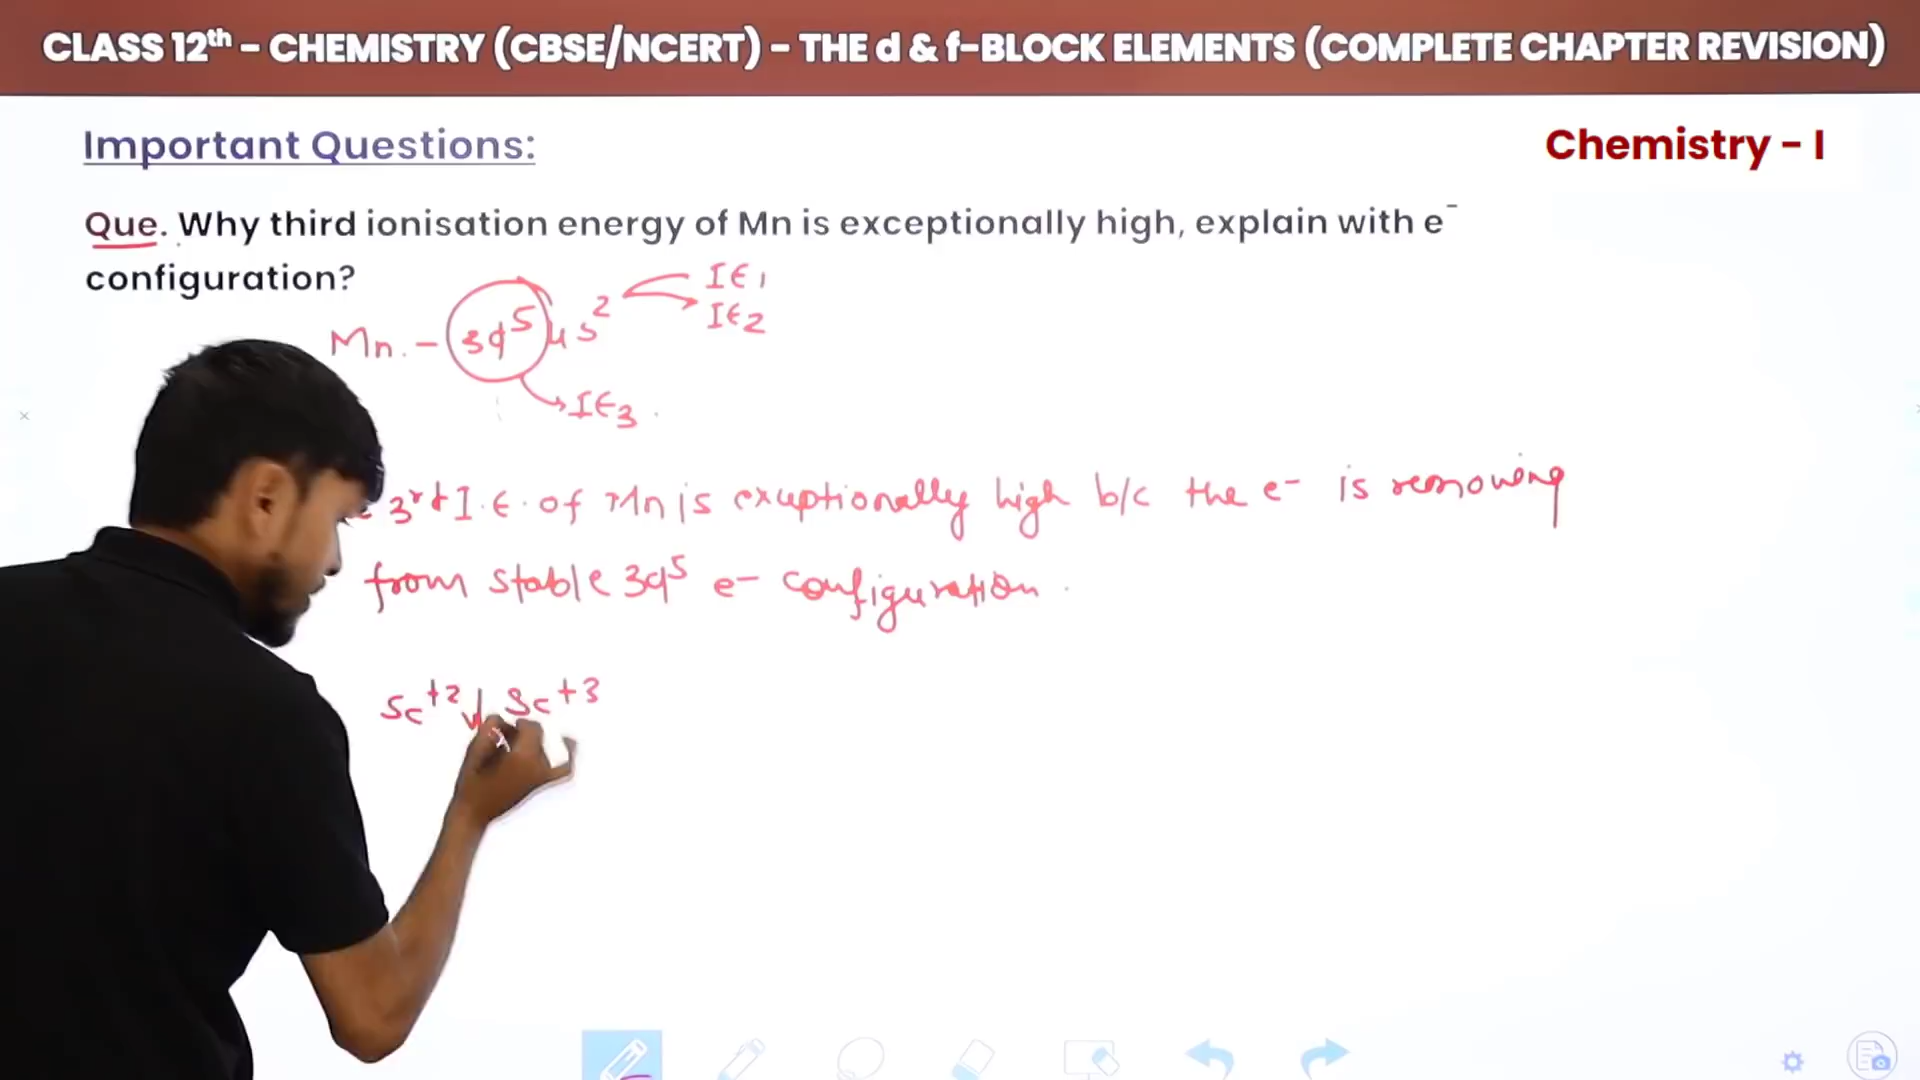 CLASS 12th - CHEMISTRY (CBSE/NCERT) - THE d & f-BLOCK ELEMENTS (COMPLETE CHAPTER REVISION)
Important Questions:
Chemistry - I
Que. Why third ionisation energy of Mn is exceptionally high, explain with e⁻
configuration?
IE1
Mn. - 3d⁵ 4s²
IE2
IE3
3rd I.E. of Mn is exceptionally high b/c the e- is removing
from stable 3d⁵ e- configuration.
Sc+2 Sc+3